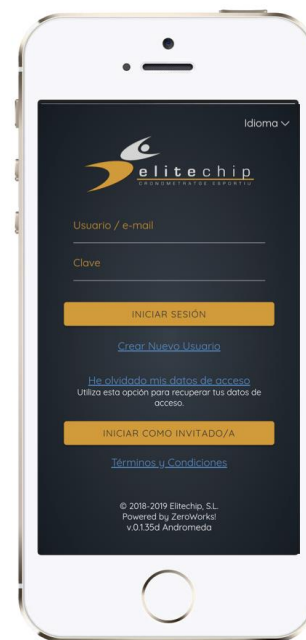 Idioma
elitechip
CRONOMETRATGE ESPORTIU
Usuario / e-mail
Clave
INICIAR SESIÓN
Crear Nuevo Usuario
He olvidado mis datos de acceso
Utiliza esta opción para recuperar tus datos de
acceso.
INICIAR COMO INVITADO/A
Términos y Condiciones
© 2018-2019 Elitechip, S.L.
Powered by ZeroWorks!
v.0.1.35d Andromeda